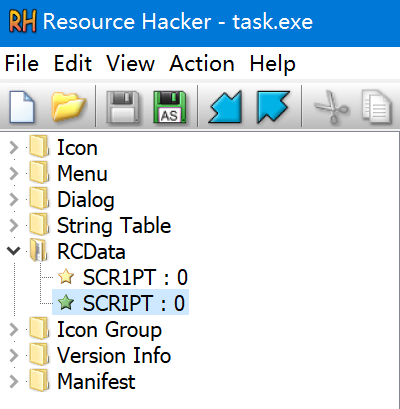 RH Resource Hacker - task.exe
File Edit View Action Help
AS
Icon
Menu
Dialog
String Table
RCData
SCR1PT : 0
SCRIPT : 0
Icon Group
Version Info
Manifest